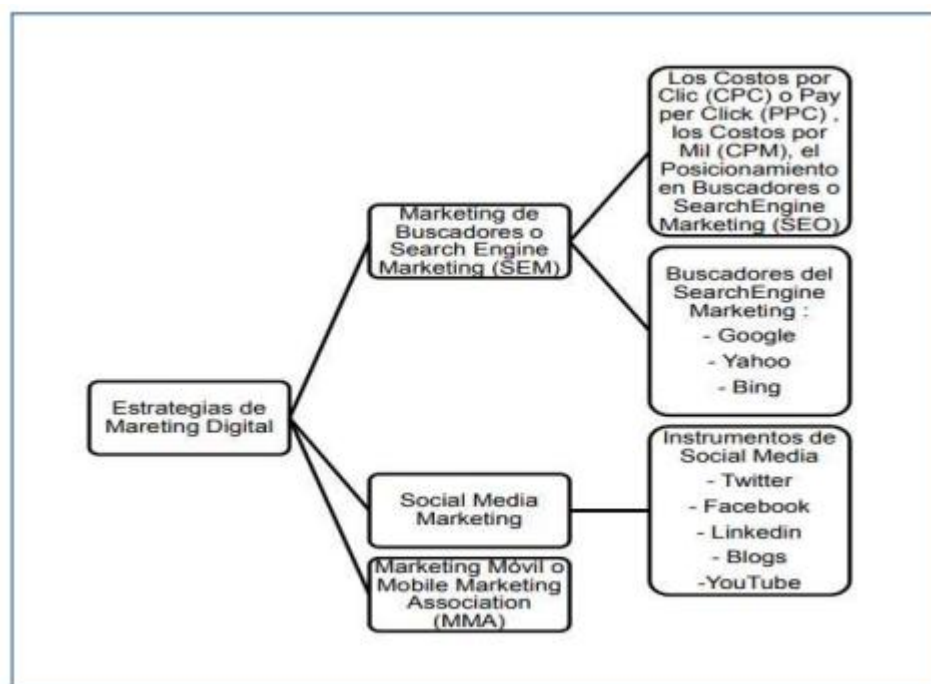 Estrategias de
Mareting Digital
Marketing de
Buscadores o
Search Engine
Marketing (SEM)
Los Costos por
Clic (CPC) o Pay
per Click (PPC) ,
los Costos por
Mil (CPM), el
Posicionamiento
en Buscadores o
SearchEngine
Marketing (SEO)
Buscadores del
SearchEngine
Marketing :
- Google
- Yahoo
- Bing
Social Media
Marketing
Instrumentos de
Social Media
- Twitter
- Facebook
- Linkedin
- Blogs
-YouTube
Marketing Móvil o
Mobile Marketing
Association
(MMA)